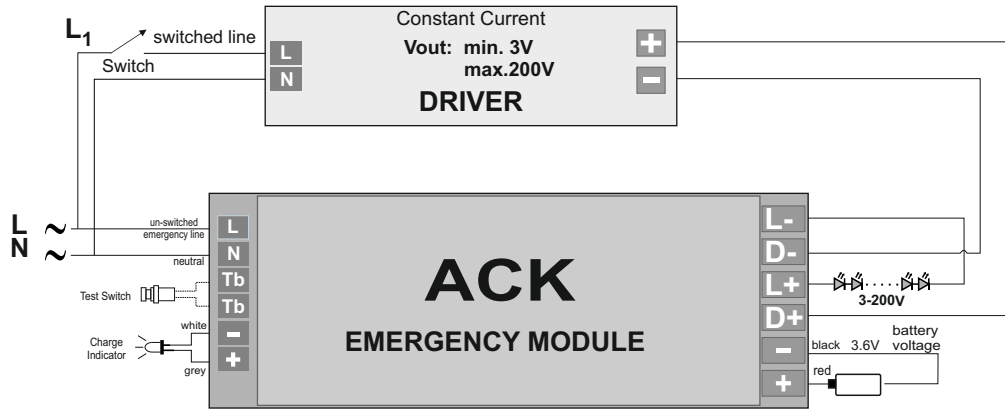 L1
switched line
Switch
L
N
Constant Current
Vout: min. 3V
max.200V
DRIVER
+
−
L ~
N ~
un-switched
emergency line
neutral
Test Switch
Charge
Indicator
white
grey
L
N
Tb
Tb
−
+
ACK
EMERGENCY MODULE
L-
D-
L+
D+
−
+
3-200V
black 3.6V battery
voltage
red